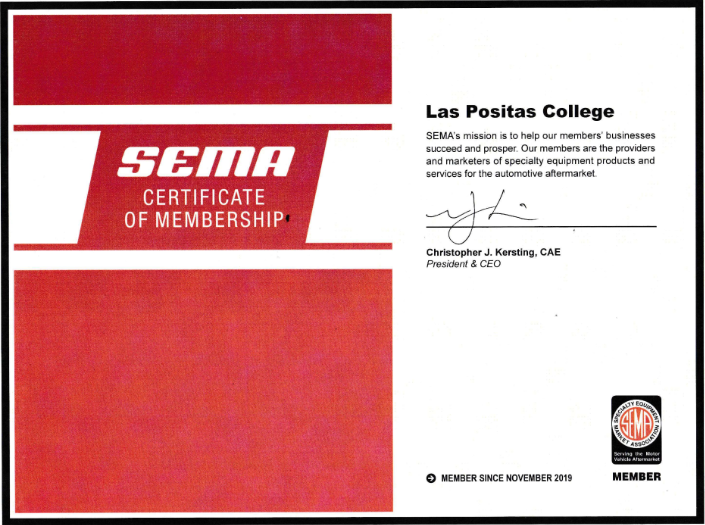 SEMA
CERTIFICATE
OF MEMBERSHIP
Las Positas College
SEMA's mission is to help our members' businesses
succeed and prosper. Our members are the providers
and marketers of specialty equipment products and
services for the automotive aftermarket.
Christopher J. Kersting, CAE
President & CEO
SPECIALTY EQUIPMENT
SEMA
MARKET ASSOCIATION
Serving the Motor
Vehicle Aftermarket
MEMBER
MEMBER SINCE NOVEMBER 2019